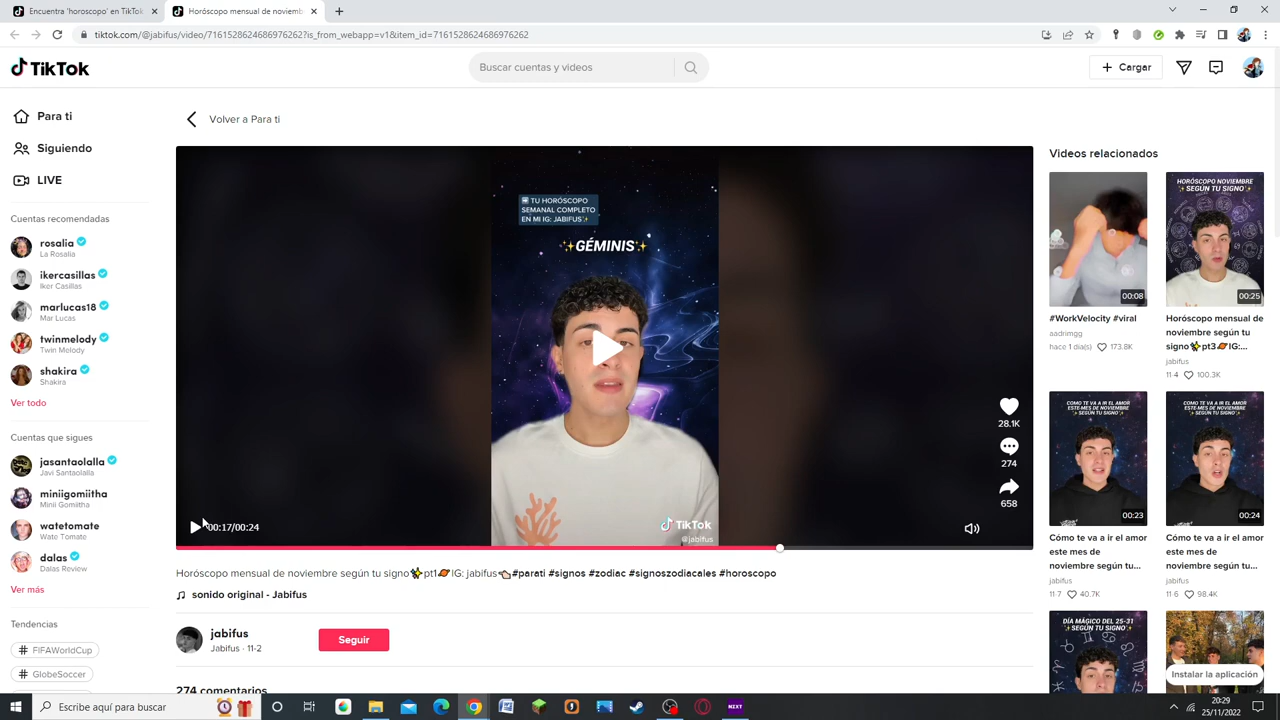 Encuentra 'horoscopo' en TikTok
Horóscopo mensual de noviemb
tiktok.com/@jabifus/video/7161528624686976262?is_from_webapp=v1&item_id=7161528624686976262
TikTok
Buscar cuentas y videos
Cargar
Para ti
Siguiendo
LIVE
Cuentas recomendadas
rosalia
La Rosalia
ikercasillas
Iker Casillas
marlucas18
Mar Lucas
twinmelody
Twin Melody
shakira
Shakira
Ver todo
Cuentas que sigues
jasantaolalla
Javi Santaolalla
miniigomiitha
Minii Gomiitha
watetomate
Wate Tomate
dalas
Dalas Review
Ver más
Tendencias
# FIFAWorldCup
# GlobeSoccer
Volver a Para ti
➡️ TU HORÓSCOPO
SEMANAL COMPLETO
EN MI IG: JABIFUS✨
✨GÉMINIS✨
28.1K
274
658
00:17/00:24
TikTok
@jabifus
Horóscopo mensual de noviembre según tu signo✨pt1🪐IG: jabifus👈🏻#parati #signos #zodiac #signoszodiacales #horoscopo
sonido original - Jabifus
jabifus
Jabifus · 11-2
Seguir
274 comentarios
Videos relacionados
00:08
#WorkVelocity #viral
aadrimgg
hace 1 día(s) 173.8K
HORÓSCOPO NOVIEMBRE
SEGÚN TU SIGNO
00:25
Horóscopo mensual de
noviembre según tu
signo✨pt3🪐IG:...
jabifus
11-4 100.3K
COMO TE VA A IR EL AMOR
ESTE MES DE NOVIEMBRE
SEGÚN TU SIGNO
00:23
Cómo te va a ir el amor
este mes de
noviembre según tu...
jabifus
11-7 40.7K
COMO TE VA A IR EL AMOR
ESTE MES DE NOVIEMBRE
SEGÚN TU SIGNO
00:24
Cómo te va a ir el amor
este mes de
noviembre según tu...
jabifus
11-6 98.4K
DÍA MÁGICO DEL 25-31
✨SEGÚN TU SIGNO✨
Instalar la aplicación
Escribe aquí para buscar
NEXT
20:29
25/11/2022